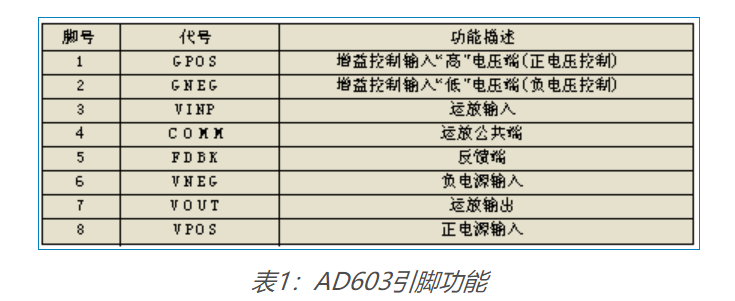 脚号 代号 功能描述
1 GPOS 增益控制输入“高”电压端(正电压控制)
2 GNEG 增益控制输入“低”电压端(负电压控制)
3 VINP 运放输入
4 COMM 运放公共端
5 FDBK 反馈端
6 VNEG 负电源输入
7 VOUT 运放输出
8 VPOS 正电源输入
表1：AD603引脚功能